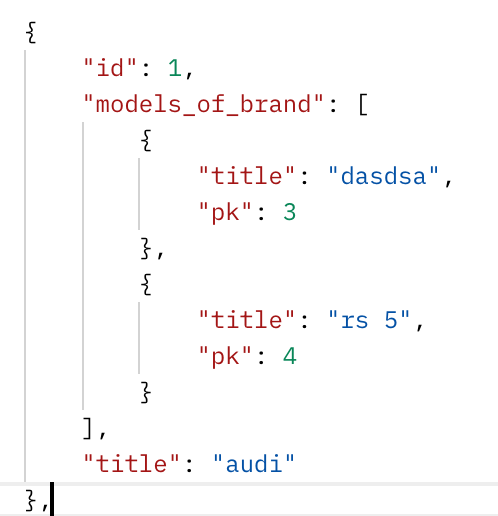 {
"id": 1,
"models_of_brand": [
{
"title": "dasdsa",
"pk": 3
},
{
"title": "rs 5",
"pk": 4
}
],
"title": "audi"
},